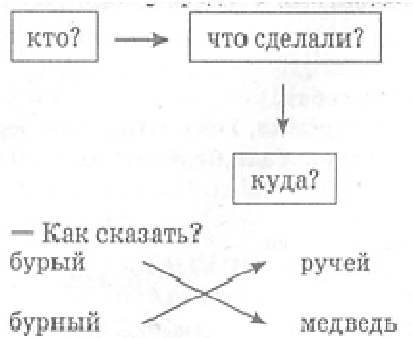 кто? что сделали?
куда?
— Как сказать?
бурый ручей
бурный медведь